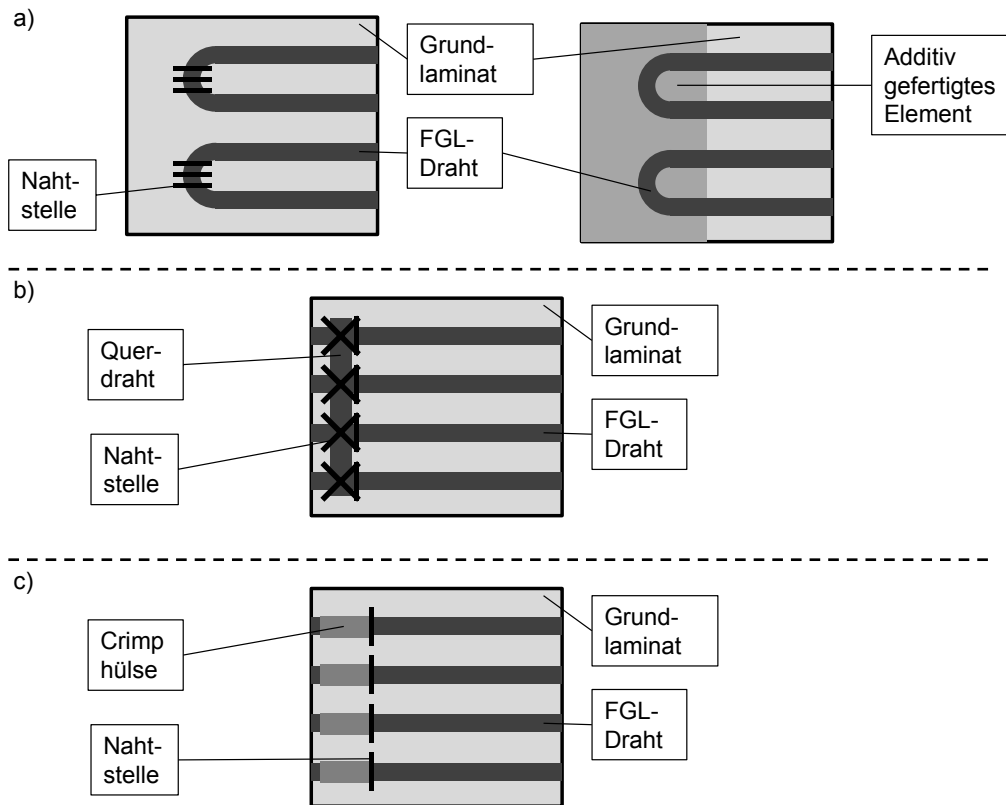 a)
Grund-
laminat
FGL-
Draht
Naht-
stelle
Additiv
gefertigtes
Element
b)
Quer-
draht
Naht-
stelle
Grund-
laminat
FGL-
Draht
c)
Crimp
hülse
Naht-
stelle
Grund-
laminat
FGL-
Draht